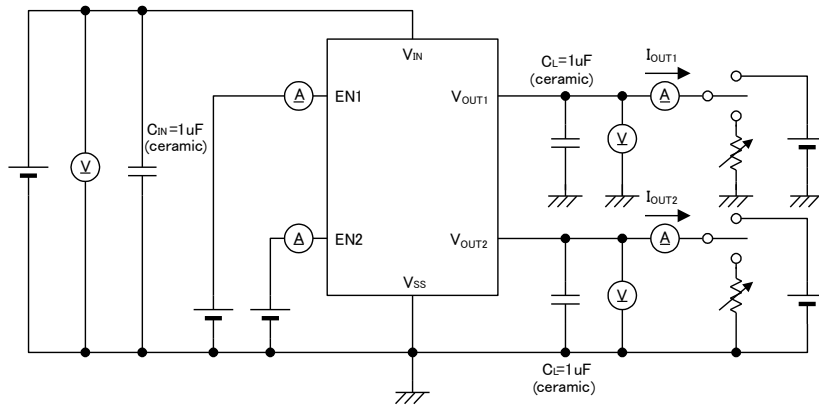 VIN
CL=1uF
(ceramic)
IOUT1
A
EN1
VOUT1
A
CIN=1uF
(ceramic)
V
V
IOUT2
A
EN2
VOUT2
A
VSS
V
CL=1uF
(ceramic)